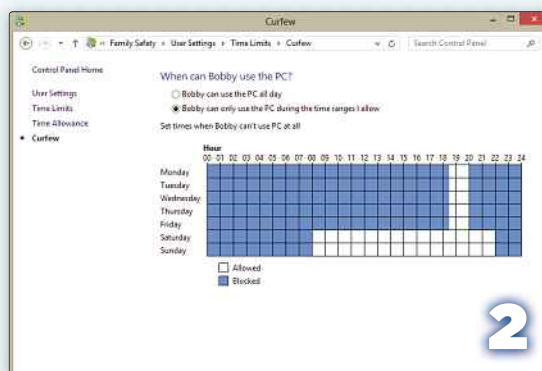 Curfew
« Family Safety › User Settings › Time Limits › Curfew
Search Control Panel
Control Panel Home
User Settings
Time Limits
Time Allowance
Curfew
When can Bobby use the PC?
Bobby can use the PC all day
Bobby can only use the PC during the time ranges I allow
Set times when Bobby can't use PC at all
Hour
00 01 02 03 04 05 06 07 08 09 10 11 12 13 14 15 16 17 18 19 20 21 22 23 24
Monday
Tuesday
Wednesday
Thursday
Friday
Saturday
Sunday
Allowed
Blocked
2